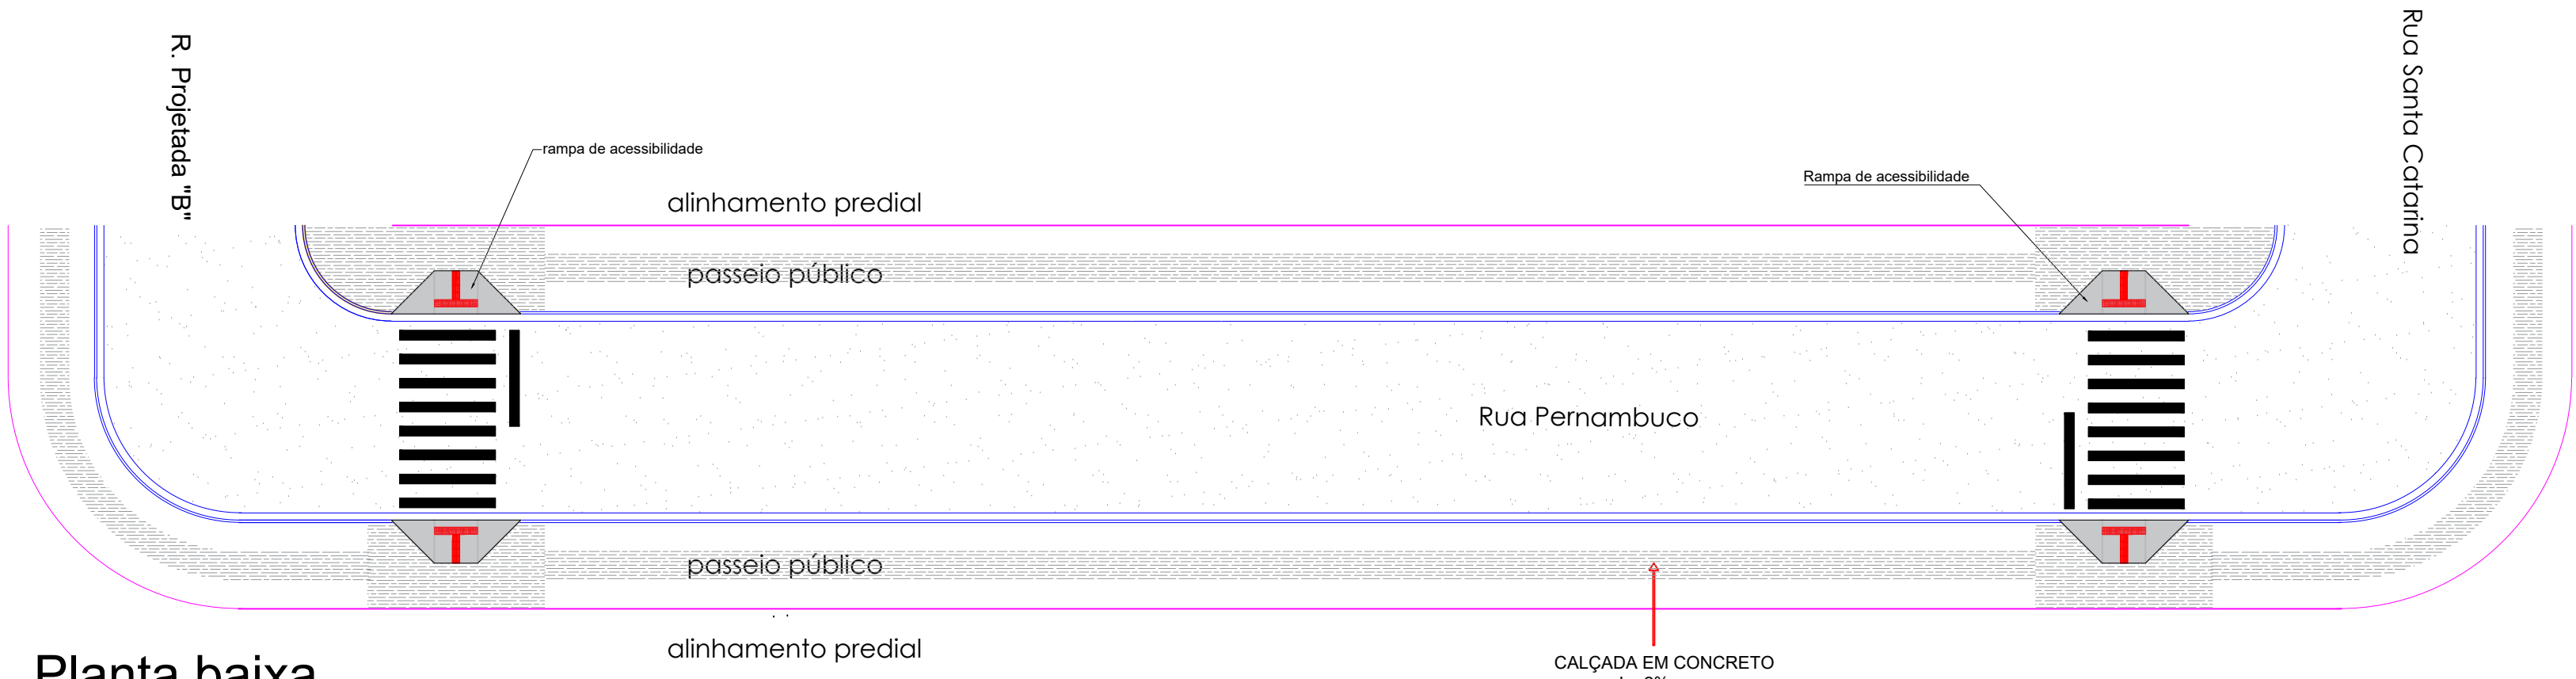 R. Projetada "B"
Rua Santa Catarina
rampa de acessibilidade
Rampa de acessibilidade
alinhamento predial
passeio público
Rua Pernambuco
passeio público
alinhamento predial
CALÇADA EM CONCRETO
Planta baixa